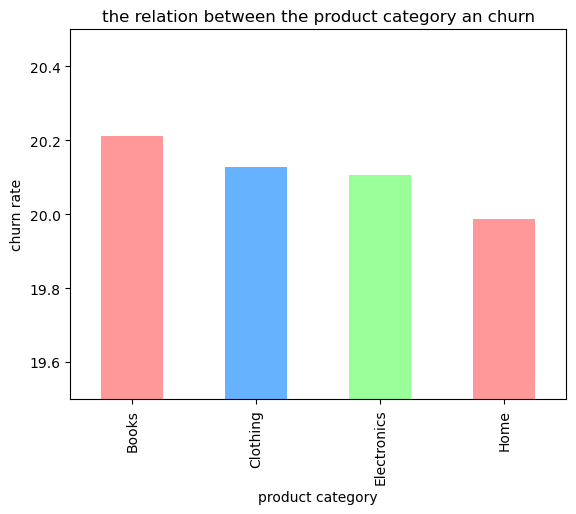 the relation between the product category an churn
20.4
20.2
20.0
19.8
19.6
churn rate
Books
Clothing
Electronics
Home
product category